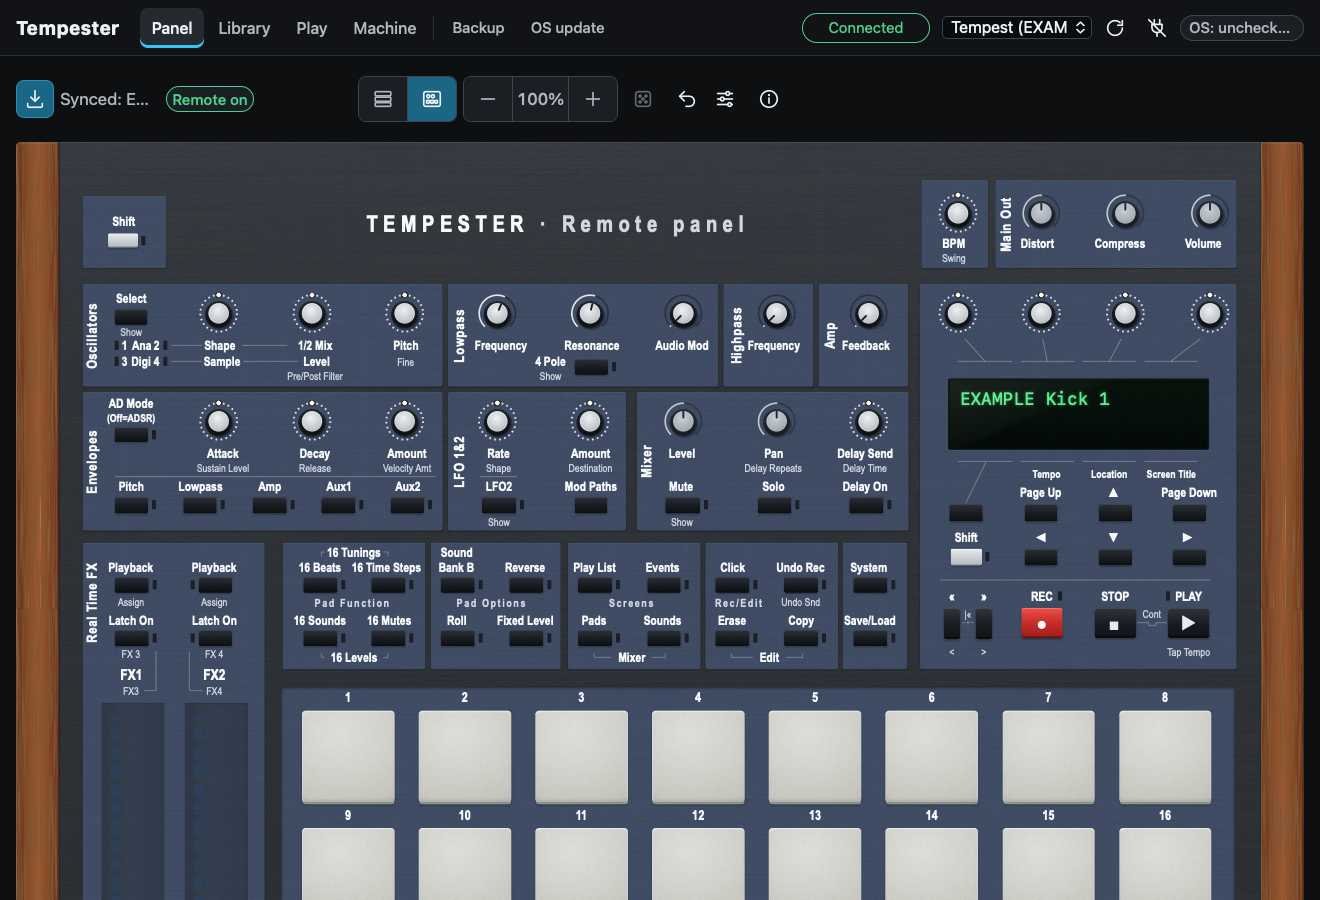 Tempester Panel Library Play Machine Backup OS update Connected Tempest (EXAM OS: uncheck...
Synced: E... Remote on 100%
TEMPESTER · Remote panel
Shift
BPM
Swing
Main Out
Distort Compress Volume
Oscillators
Select
Show
1 Ana 2 Shape 1/2 Mix Pitch
3 Digi 4 Sample Level Fine
Pre/Post Filter
Lowpass
Frequency Resonance Audio Mod
4 Pole
Show
Highpass
Frequency
Amp
Feedback
EXAMPLE Kick 1
Envelopes
AD Mode
(Off=ADSR)
Attack Decay Amount
Sustain Level Release Velocity Amt
Pitch Lowpass Amp Aux1 Aux2
LFO 1&2
Rate Amount
Shape Destination
LFO2 Mod Paths
Show
Mixer
Level Pan Delay Send
Delay Repeats Delay Time
Mute Solo Delay On
Show
Tempo Location Screen Title
Page Up ▲ Page Down
Shift ◀ ▼ ▶
« » REC STOP PLAY
|« Cont
< > Tap Tempo
Real Time FX
Playback Playback
Assign Assign
Latch On Latch On
FX 3 FX 4
FX1 FX2
FX3 FX4
16 Tunings
16 Beats 16 Time Steps
Pad Function
16 Sounds 16 Mutes
16 Levels
Sound
Bank B Reverse
Pad Options
Roll Fixed Level
Play List Events
Screens
Pads Sounds
Mixer
Click Undo Rec
Rec/Edit Undo Snd
Erase Copy
Edit
System
Save/Load
1 2 3 4 5 6 7 8
9 10 11 12 13 14 15 16